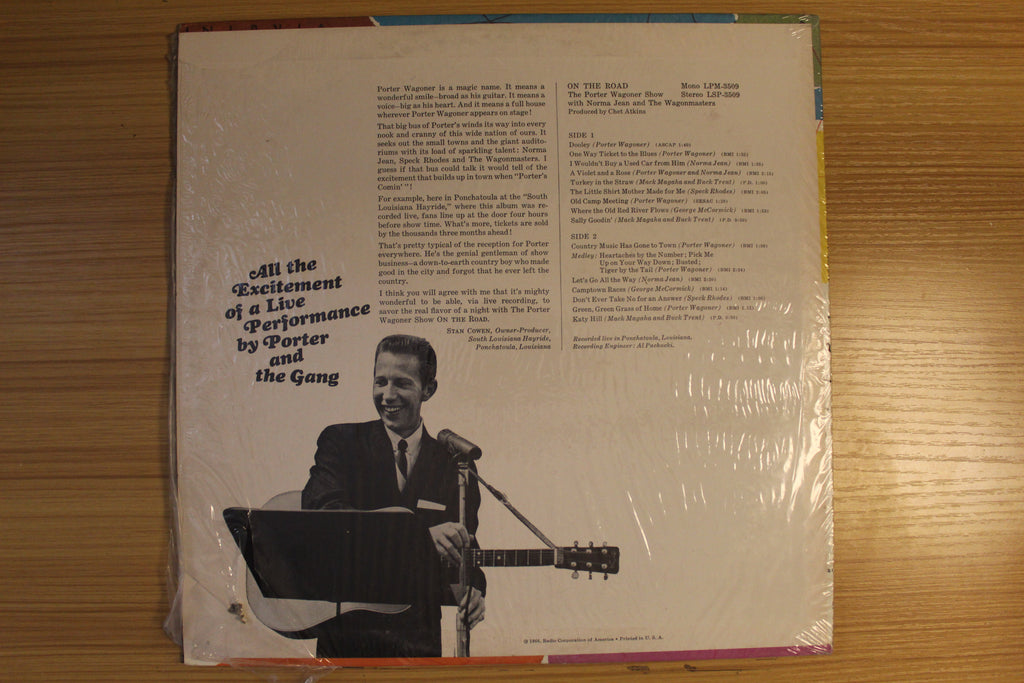 All the
Excitement
of a Live
Performance
by Porter
and
the Gang
Porter Wagoner is a magic name. It means a
wonderful smile—broad as his guitar. It means a
voice—big as his heart. And it means a full house
wherever Porter Wagoner appears on stage!
That big bus of Porter's winds its way into every
nook and cranny of this wide nation of ours. It
seeks out the small towns and the giant audito-
riums with its load of sparkling talent: Norma
Jean, Speck Rhodes and The Wagonmasters. I
guess if that bus could talk it would tell of the
excitement that builds up in town when "Porter's
Comin' "!
For example, here in Ponchatoula at the "South
Louisiana Hayride," where this album was re-
corded live, fans line up at the door four hours
before show time. What's more, tickets are sold
by the thousands three months ahead!
That's pretty typical of the reception for Porter
everywhere. He's the genial gentleman of show
business—a down-to-earth country boy who made
good in the city and forgot that he ever left the
country.
I think you will agree with me that it's mighty
wonderful to be able, via live recording, to
savor the real flavor of a night with The Porter
Wagoner Show ON THE ROAD.
STAN COWEN, Owner-Producer,
South Louisiana Hayride,
Ponchatoula, Louisiana
ON THE ROAD Mono LPM-3509
The Porter Wagoner Show Stereo LSP-3509
with Norma Jean and The Wagonmasters
Produced by Chet Atkins
SIDE 1
Dooley (Porter Wagoner) (ASCAP
One Way Ticket to the Blues (Porter Wagoner) (BMI
I Wouldn't Buy a Used Car from Him (Norma Jean) (BMI
A Violet and a Rose (Porter Wagoner and Norma Jean) (BMI
Turkey in the Straw (Mack Magaha and Buck Trent) (P.D.
The Little Shirt Mother Made for Me (Speck Rhodes) (BMI
Old Camp Meeting (Porter Wagoner) (SESAC
Where the Old Red River Flows (George McCormick) (BMI
Sally Goodin' (Mack Magaha and Buck Trent) (P.D.
SIDE 2
Country Music Has Gone to Town (Porter Wagoner) (BMI
Medley: Heartaches by the Number; Pick Me
Up on Your Way Down; Busted;
Tiger by the Tail (Porter Wagoner) (BMI
Let's Go All the Way (Norma Jean) (BMI
Camptown Races (George McCormick) (BMI
Don't Ever Take No for an Answer (Speck Rhodes) (BMI
Green, Green Grass of Home (Porter Wagoner) (BMI
Katy Hill (Mack Magaha and Buck Trent) (P.D.
Recorded live in Ponchatoula, Louisiana.
Recording Engineer: Al Pachucki.
Radio Corporation of America • Printed in U. S. A.